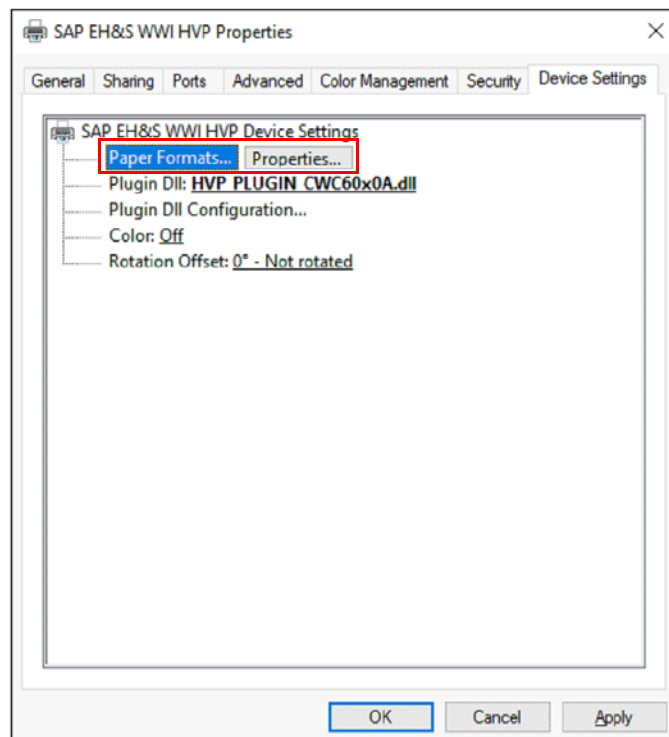 SAP EH&S WWI HVP Properties
General Sharing Ports Advanced Color Management Security Device Settings
SAP EH&S WWI HVP Device Settings
Paper Formats... Properties...
Plugin Dll: HVP_PLUGIN_CWC60x0A.dll
Plugin Dll Configuration...
Color: Off
Rotation Offset: 0° - Not rotated
OK Cancel Apply